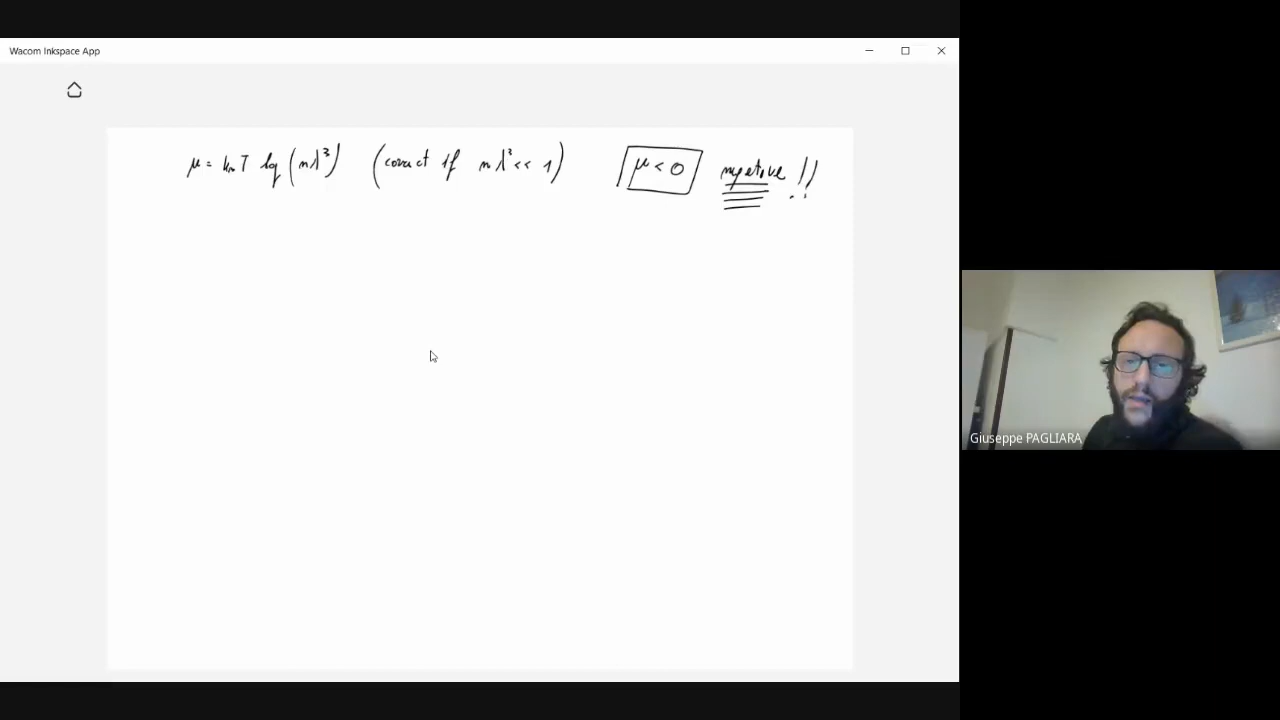 Wacom Inkspace App
μ = k_B T log (nλ³) (correct if nλ³ << 1) μ < 0 negative !!
Giuseppe PAGLIARA